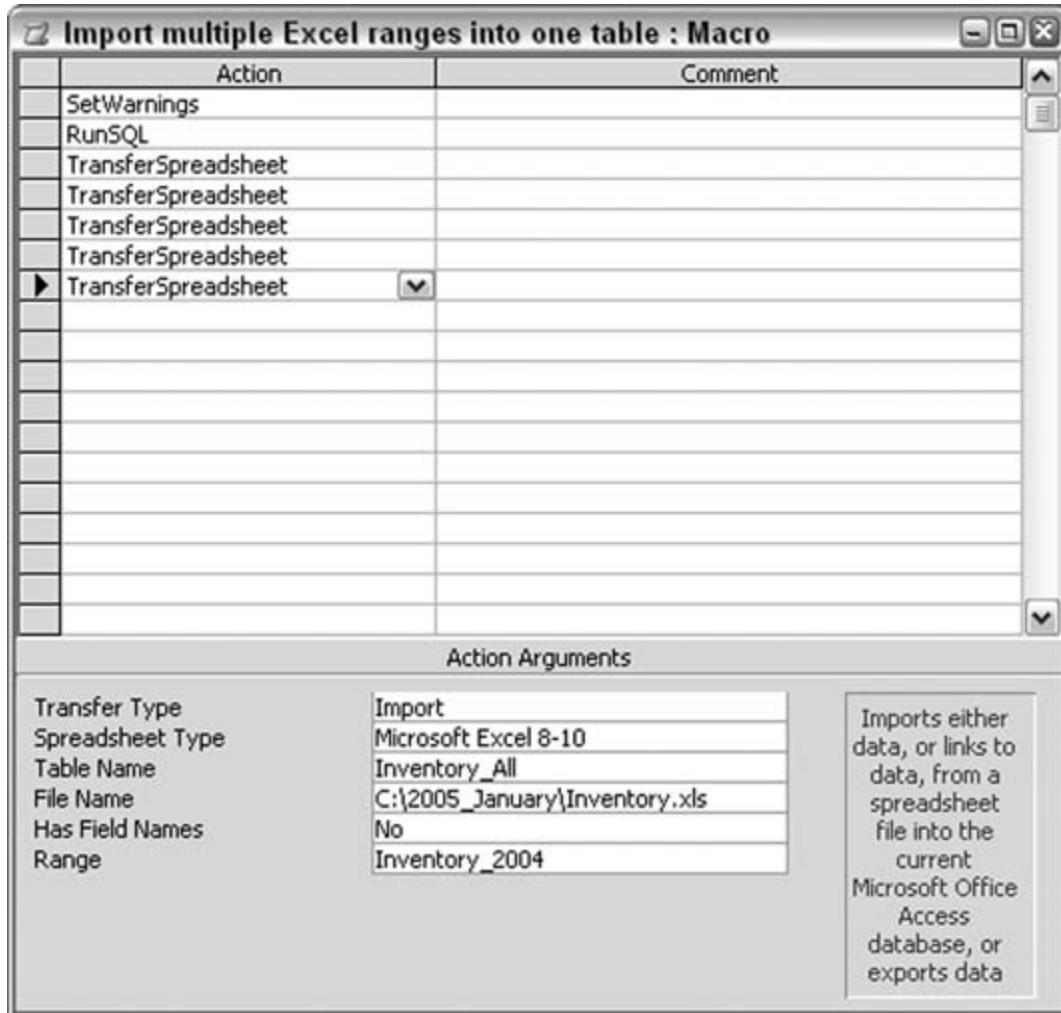 Import multiple Excel ranges into one table : Macro
Action Comment
SetWarnings
RunSQL
TransferSpreadsheet
TransferSpreadsheet
TransferSpreadsheet
TransferSpreadsheet
TransferSpreadsheet
Action Arguments
Transfer Type Import
Spreadsheet Type Microsoft Excel 8-10
Table Name Inventory_All
File Name C:\2005_January\Inventory.xls
Has Field Names No
Range Inventory_2004
Imports either
data, or links to
data, from a
spreadsheet
file into the
current
Microsoft Office
Access
database, or
exports data